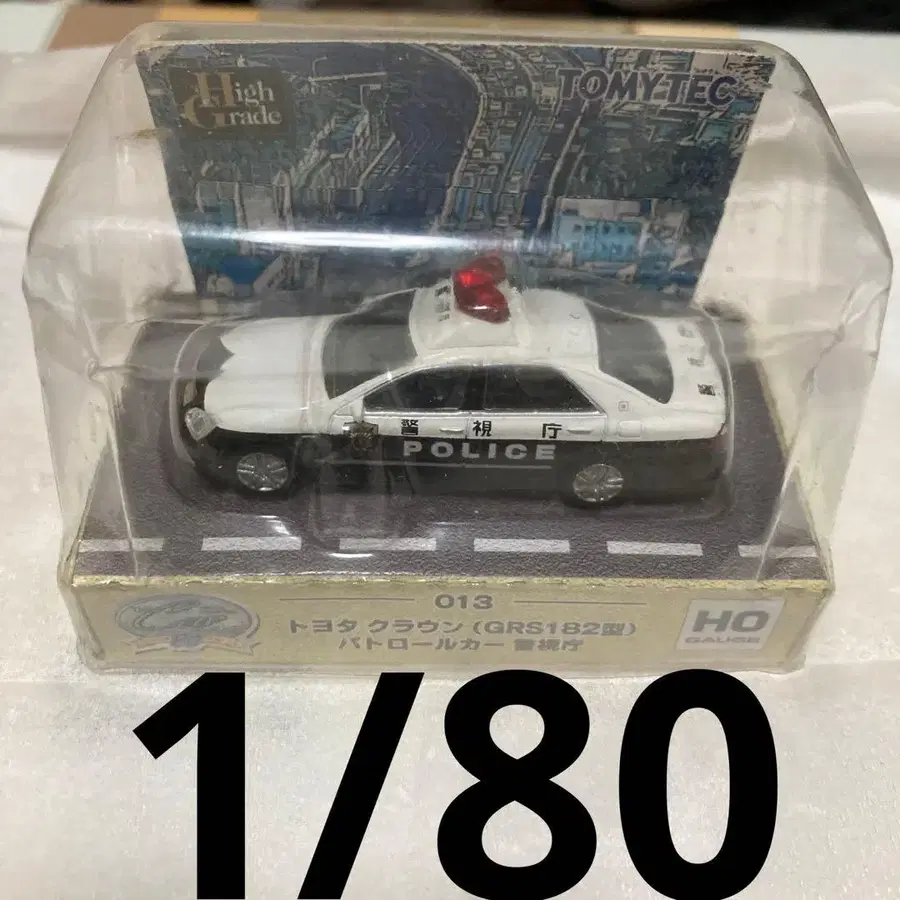 High
Grade
TOMYTEC
警視庁
POLICE
013
トヨタ クラウン (GRS182型)
パトロールカー 警視庁
HO
GAUGE
1/80